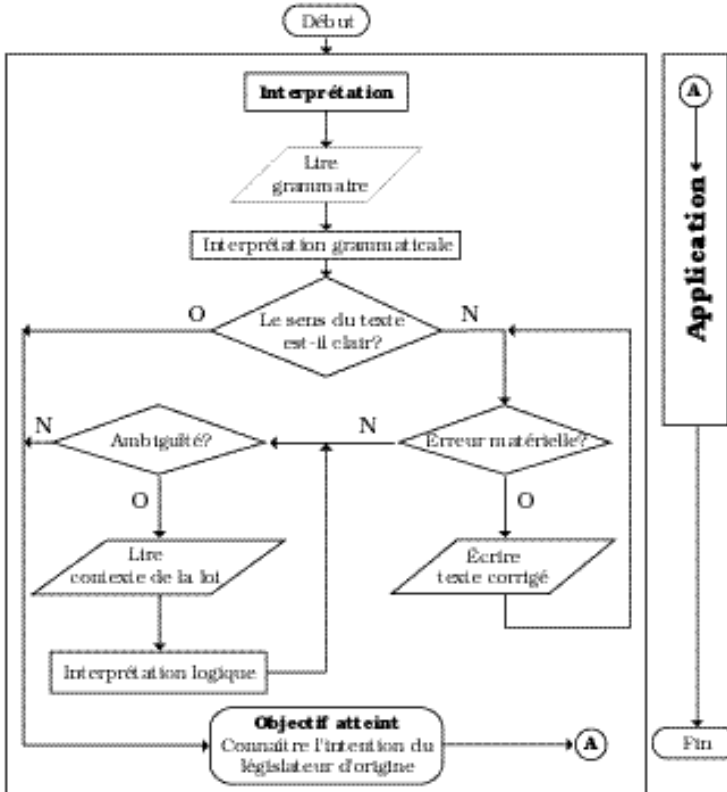 Début
Interprétation
Lire
grammaire
Interprétation grammaticale
O
N
Le sens du texte
est-il clair?
N
Ambiguïté?
N
Erreur matérielle?
O
O
Lire
contexte de la loi
Écrire
texte corrigé
Interprétation logique
Objectif atteint
Connaître l'intention du
législateur d'origine
A
A
Application
Fin